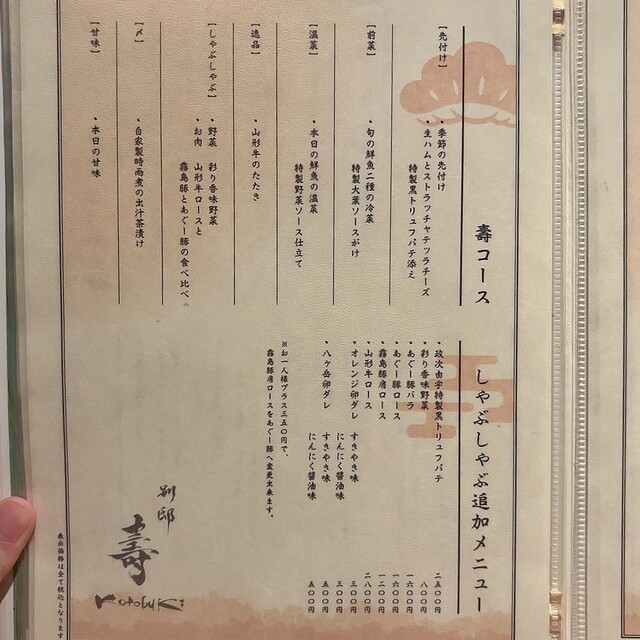 壽コース
【先付け】
・季節の先付け
・生ハムとストラッチャテッラチーズ
特製黒トリュフパテ添え
【前菜】
・旬の鮮魚二種の冷菜
特製大葉ソースがけ
【温菜】
・本日の鮮魚の温菜
特製野菜ソース仕立て
【逸品】
・山形牛のたたき
【しゃぶしゃぶ】
・野菜 彩り香味野菜
・お肉 山形牛ロースと
霧島豚とあぐー豚の食べ比べ
【〆】
・自家製時雨煮の出汁茶漬け
【甘味】
・本日の甘味
しゃぶしゃぶ追加メニュー
・政次由宇特製黒トリュフパテ 二五〇〇円
・彩り香味野菜 八〇〇円
・あぐー豚バラ 一六〇〇円
・あぐー豚ロース 一六〇〇円
・霧島豚肩ロース 一二〇〇円
・山形牛ロース 二八〇〇円
・オレンジ卵ダレ すきやき味 三〇〇円
にんにく醤油味 三〇〇円
・八ヶ岳卵ダレ すきやき味 五〇〇円
にんにく醤油味 五〇〇円
※お一人様プラス三五〇円で、
霧島豚肩ロースをあぐー豚へ変更出来ます。
別邸
壽
Kotobuki
表示価格は全て税込となります